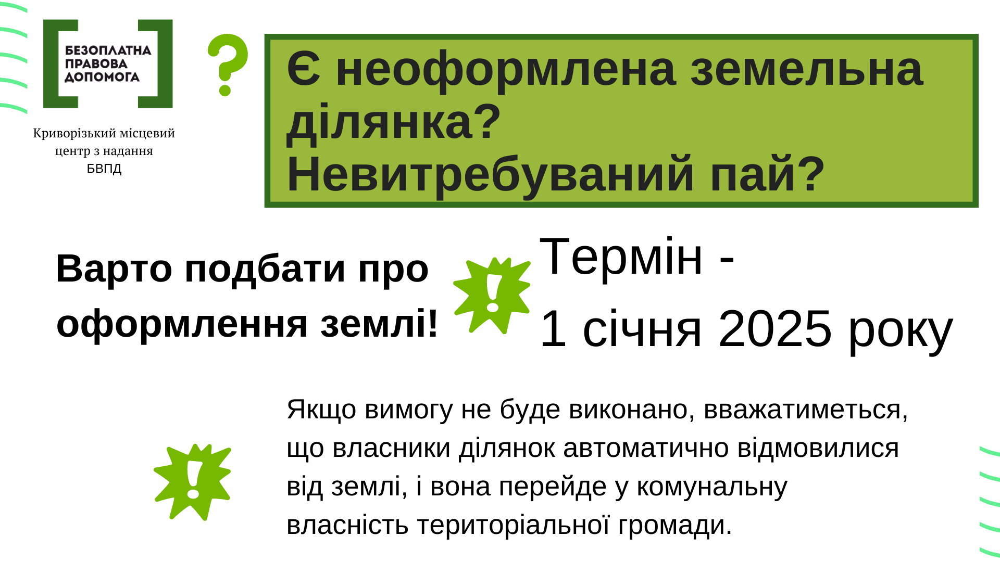 БЕЗОПЛАТНА
ПРАВОВА
ДОПОМОГА
Криворізький місцевий
центр з надання
БВПД
?
Є неоформлена земельна
ділянка?
Невитребуваний пай?
Варто подбати про
оформлення землі!
!
Термін -
1 січня 2025 року
!
Якщо вимогу не буде виконано, вважатиметься,
що власники ділянок автоматично відмовилися
від землі, і вона перейде у комунальну
власність територіальної громади.